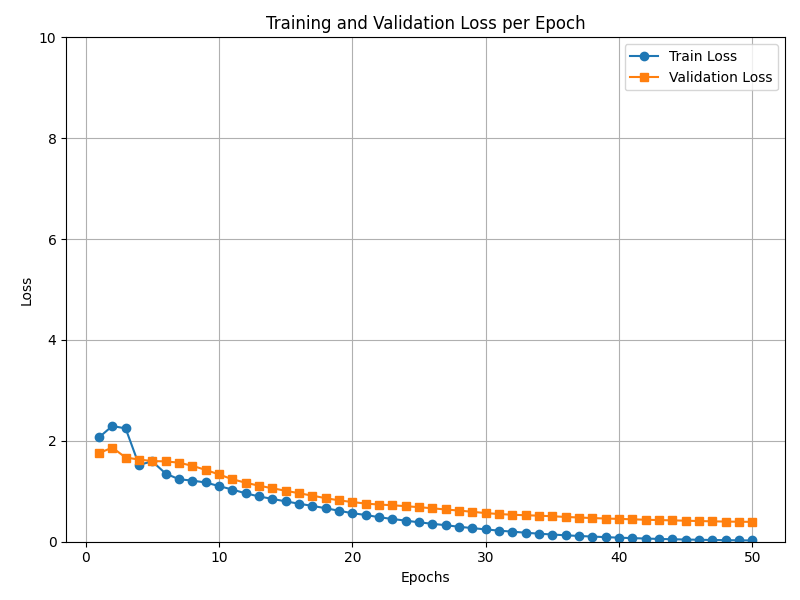 Training and Validation Loss per Epoch
Train Loss
Validation Loss
10
8
6
4
2
0
Loss
0 10 20 30 40 50
Epochs